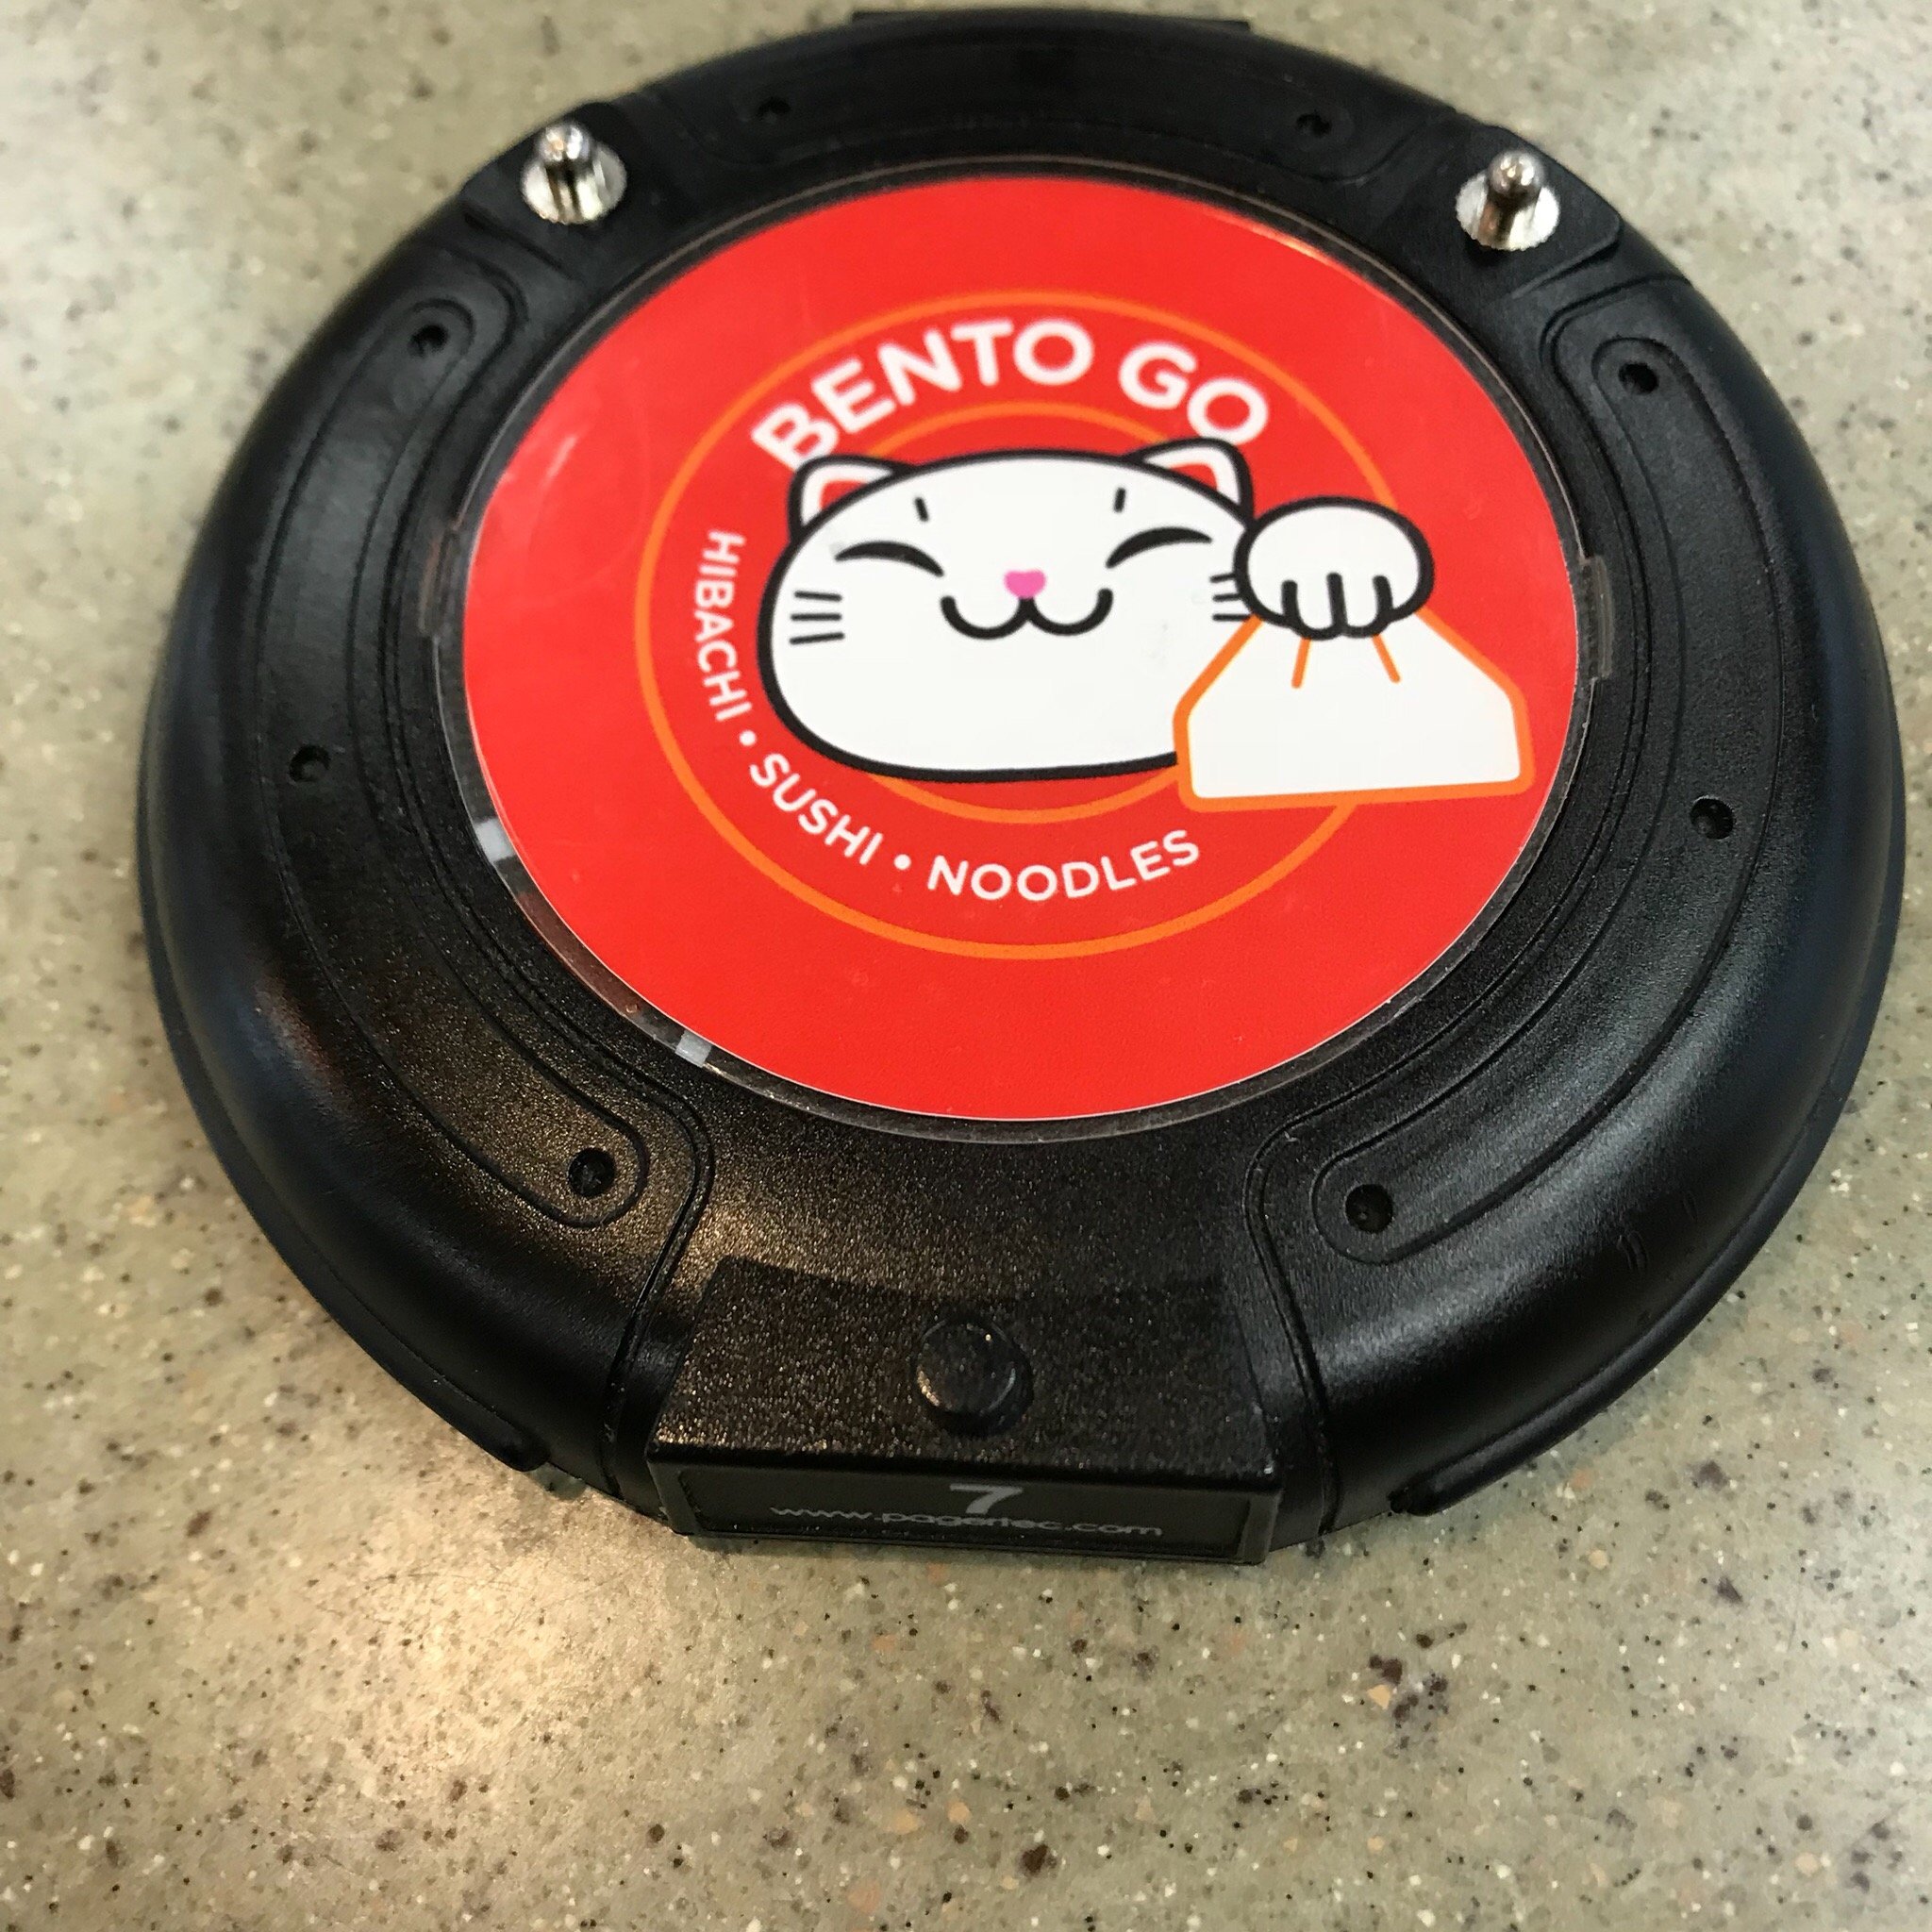 BENTO GO
HIBACHI • SUSHI • NOODLES
7
www.pagertec.com